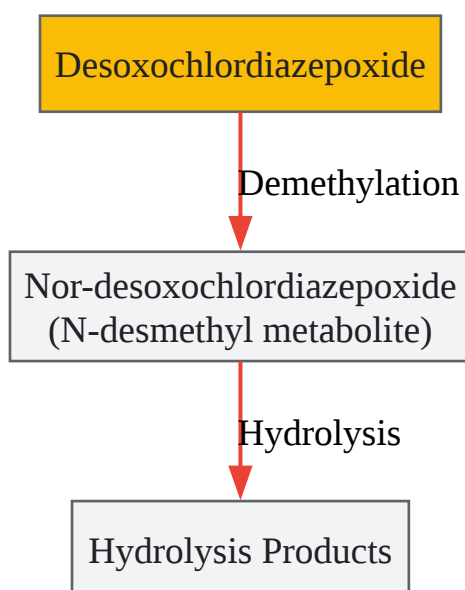 Desoxochlordiazepoxide
Demethylation
Nor-desoxochlordiazepoxide
(N-desmethyl metabolite)
Hydrolysis
Hydrolysis Products